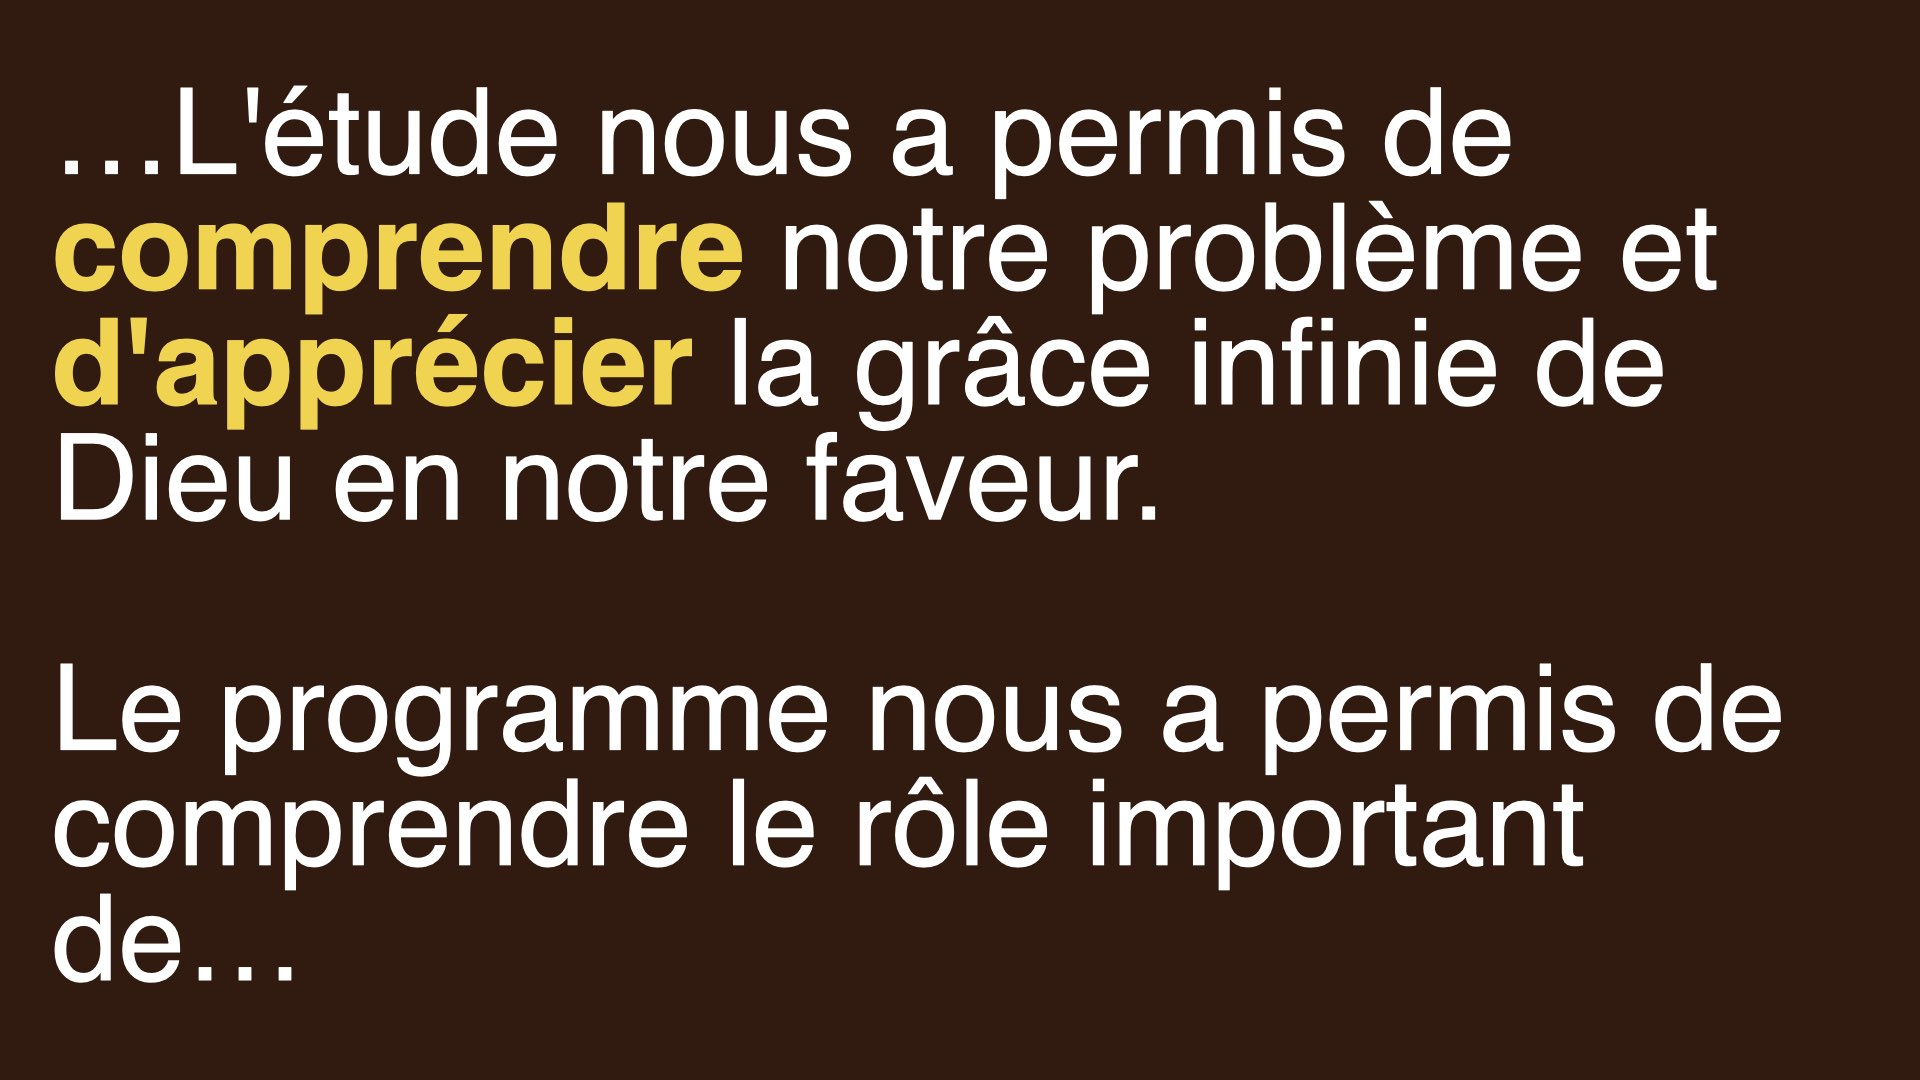 …L'étude nous a permis de
comprendre notre problème et
d'apprécier la grâce infinie de
Dieu en notre faveur.
Le programme nous a permis de
comprendre le rôle important
de…